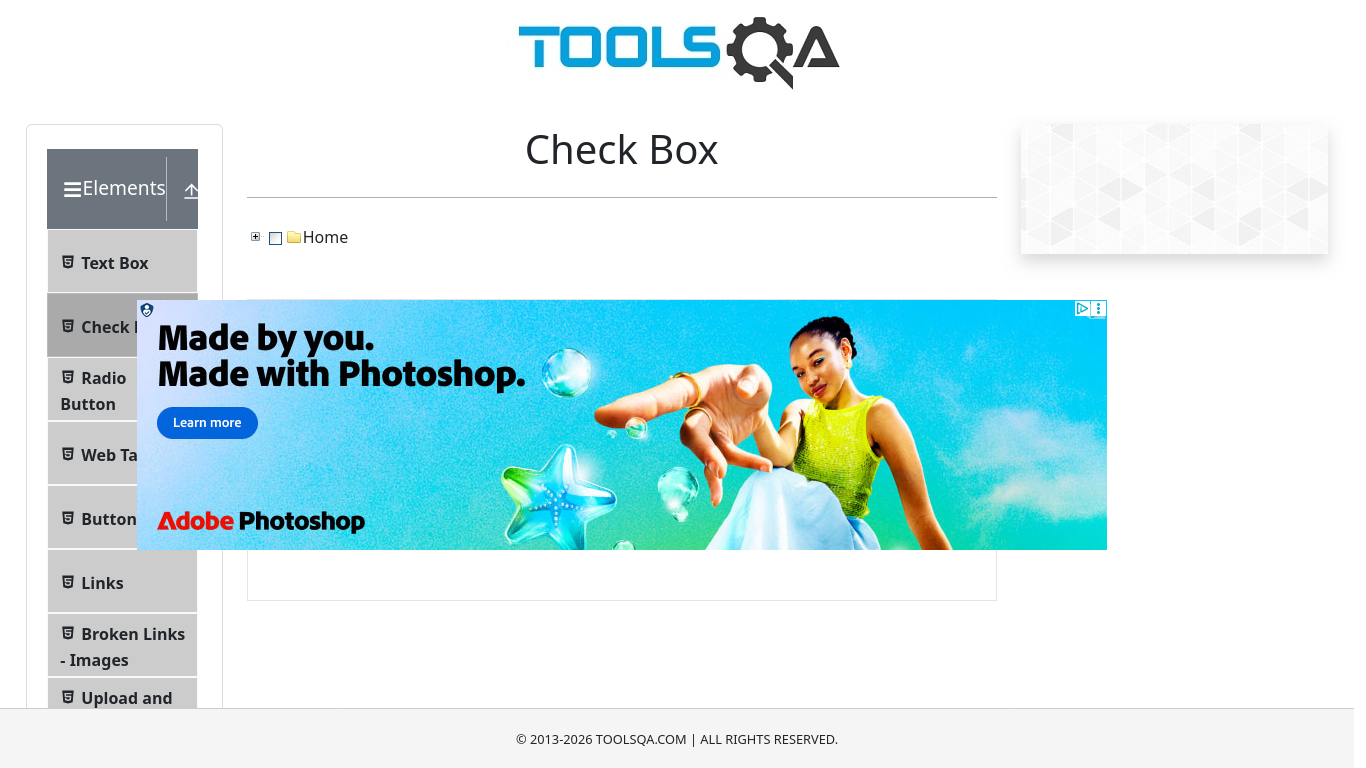 TOOLSQA
Elements
Text Box
Check
Radio
Button
Web Ta
Button
Links
Broken Links
- Images
Upload and
Check Box
Home
Made by you.
Made with Photoshop.
Learn more
Adobe Photoshop
© 2013-2026 TOOLSQA.COM | ALL RIGHTS RESERVED.